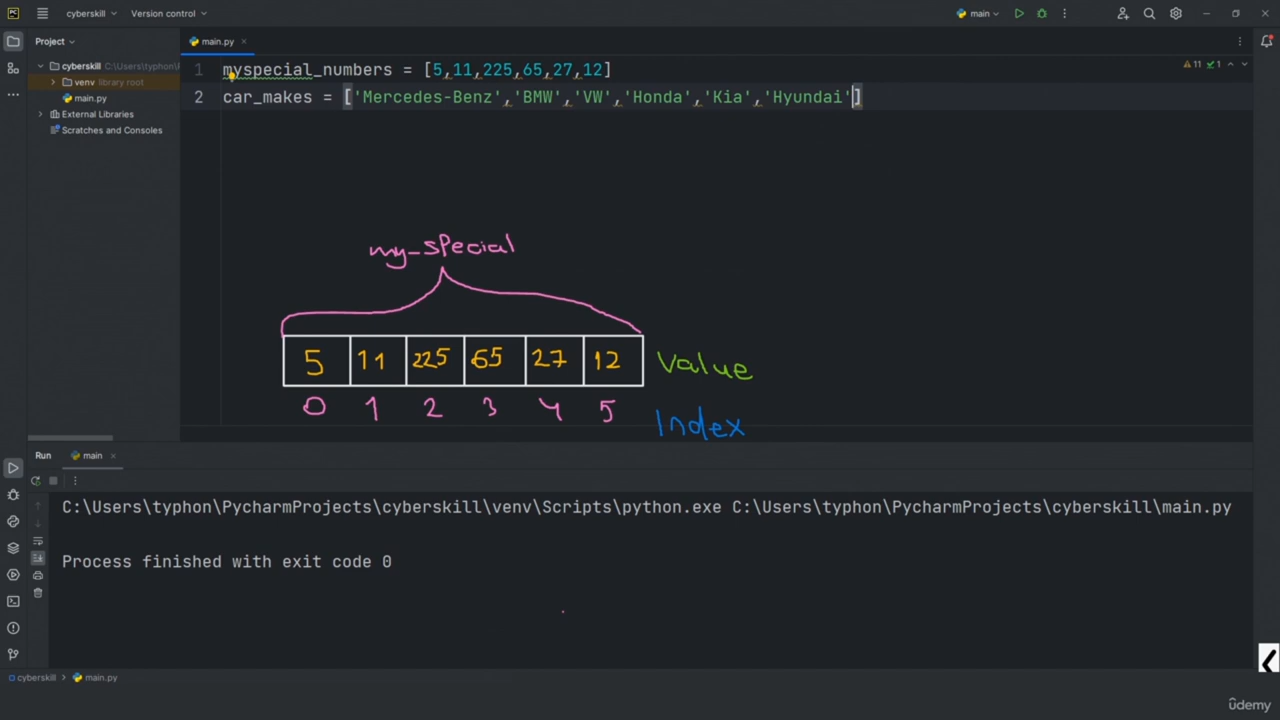 cyberskill Version control main
Project main.py
cyberskill C:\Users\typhon\
venv library root
main.py
External Libraries
Scratches and Consoles
11 1
1 myspecial_numbers = [5,11,225,65,27,12]
2 car_makes = ['Mercedes-Benz','BMW','VW','Honda','Kia','Hyundai']
my_special
5 11 225 65 27 12 Value
0 1 2 3 4 5 Index
Run main
C:\Users\typhon\PycharmProjects\cyberskill\venv\Scripts\python.exe C:\Users\typhon\PycharmProjects\cyberskill\main.py
Process finished with exit code 0
cyberskill main.py
udemy